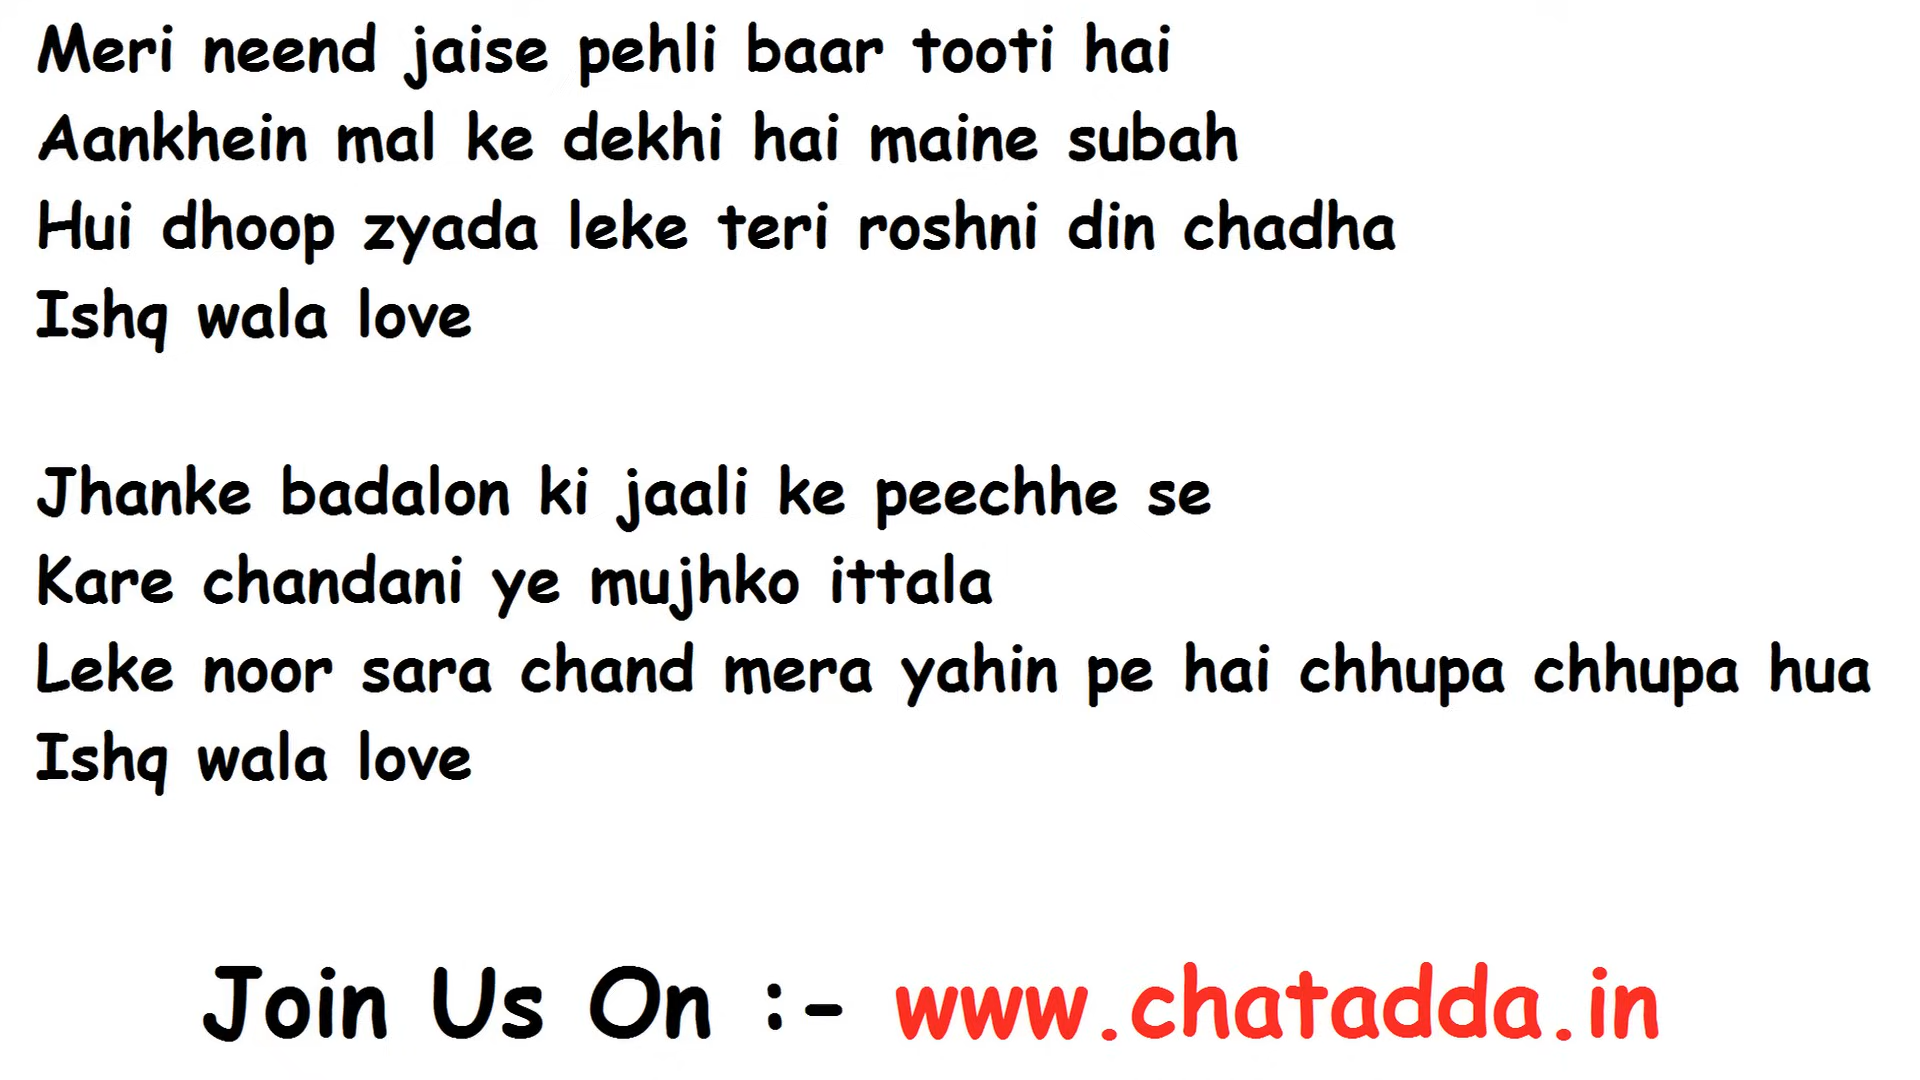 Meri neend jaise pehli baar tooti hai
Aankhein mal ke dekhi hai maine subah
Hui dhoop zyada leke teri roshni din chadha
Ishq wala love
Jhanke badalon ki jaali ke peechhe se
Kare chandani ye mujhko ittala
Leke noor sara chand mera yahin pe hai chhupa chhupa hua
Ishq wala love
Join Us On :- www.chatadda.in